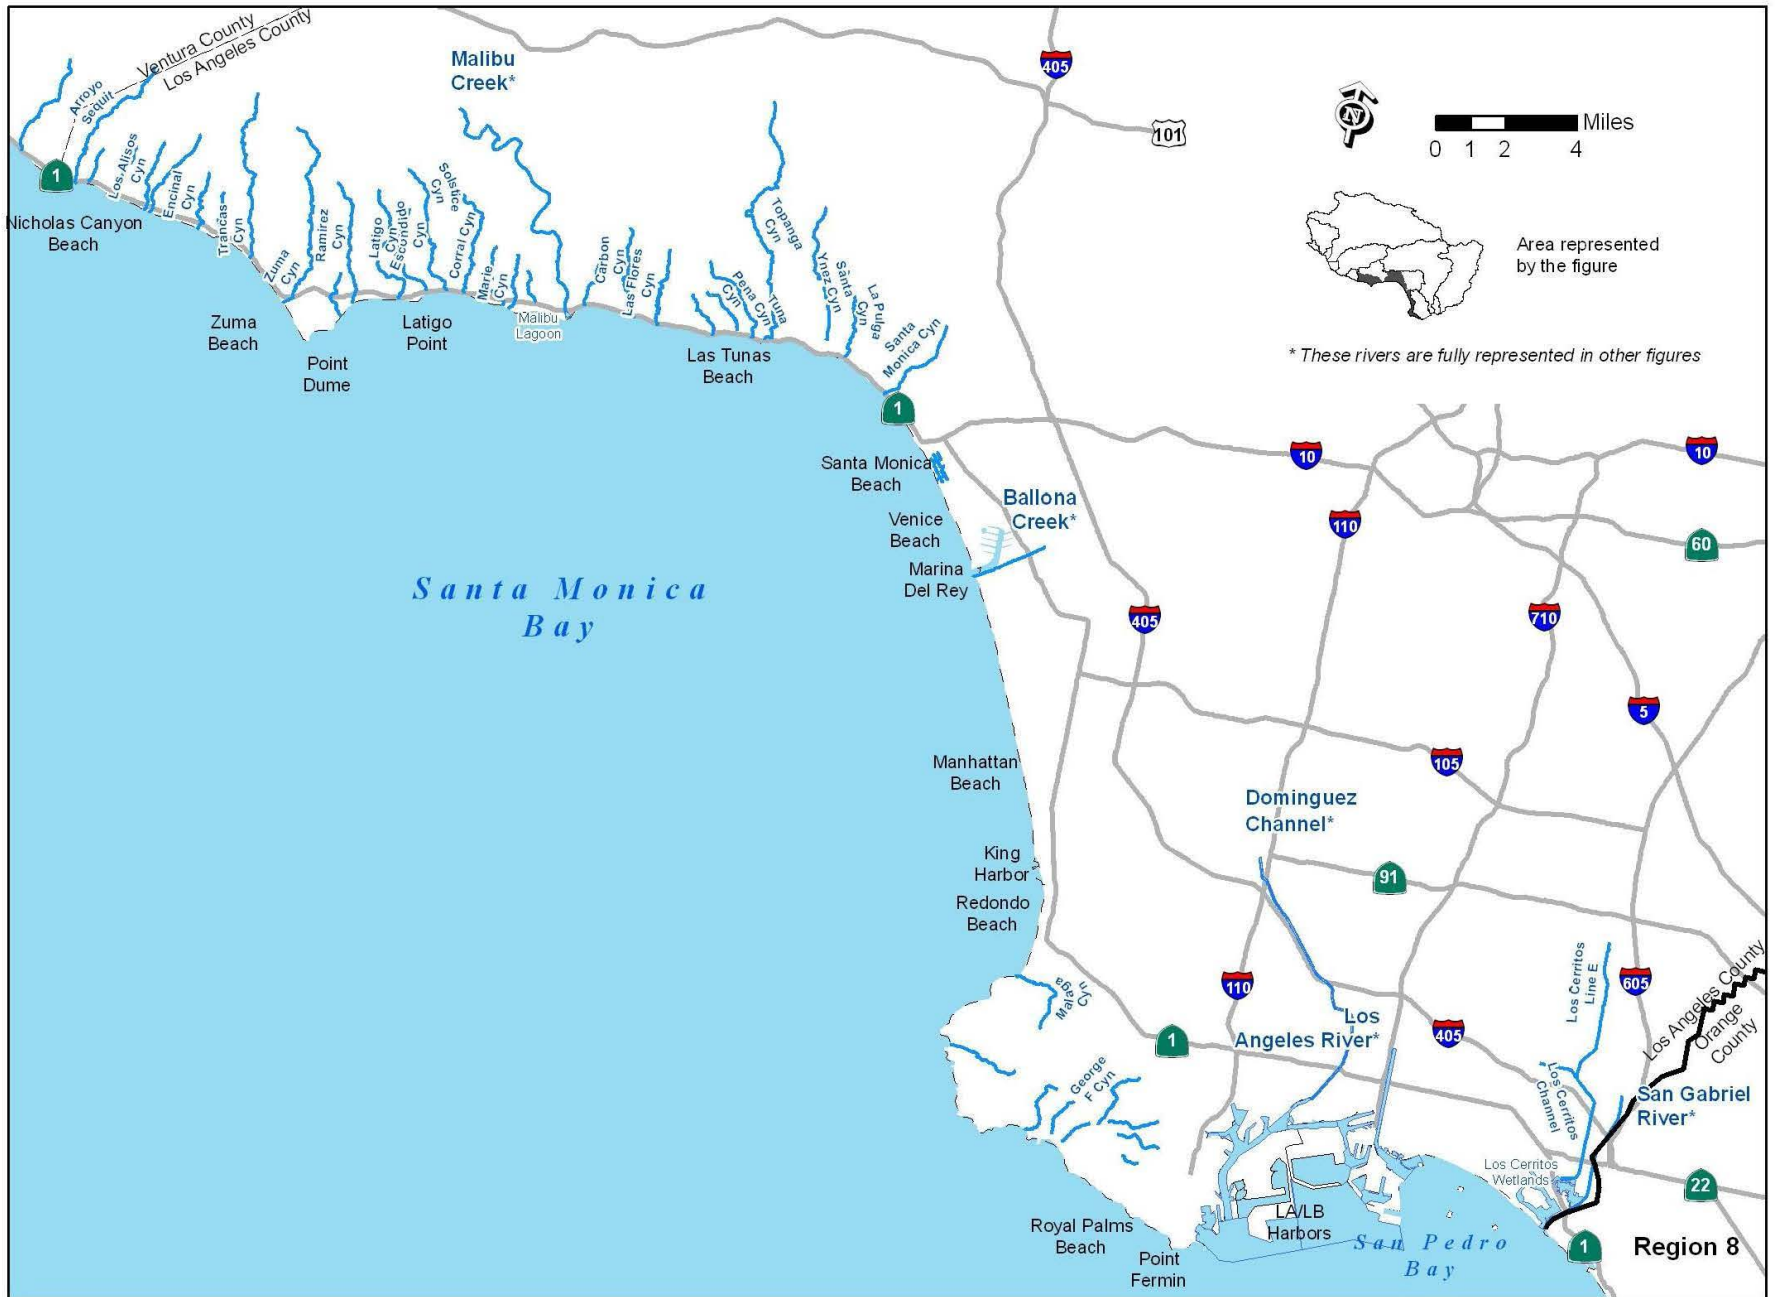 Ventura County
Los Angeles County
Arroyo
Sequit
Malibu
Creek*
405
101
N
Miles
0 1 2 4
Area represented
by the figure
* These rivers are fully represented in other figures
1
Nicholas Canyon
Beach
Los Alisos
Cyn
Encinal
Cyn
Trancas
Cyn
Zuma
Cyn
Ramirez
Cyn
Latigo
Cyn
Escondido
Cyn
Solstice
Cyn
Corral Cyn
Marie
Cyn
Malibu
Lagoon
Carbon
Cyn
Las Flores
Cyn
Pena Cyn
Cyn
Tuna
Topanga
Cyn
Santa
Ynez Cyn
La Pulga
Cyn
Santa
Monica Cyn
Zuma
Beach
Point
Dume
Latigo
Point
Las Tunas
Beach
1
10
10
Santa Monica
Beach
Ballona
Creek*
Venice
Beach
Marina
Del Rey
110
60
Santa Monica
Bay
405
710
5
Manhattan
Beach
105
Dominguez
Channel*
King
Harbor
Redondo
Beach
91
Malaga
Cyn
110
Los
Angeles River*
405
1
Los Cerritos
Line E
605
Los Angeles County
Orange
County
George
F Cyn
Los Cerritos
Channel
San Gabriel
River*
Los Cerritos
Wetlands
22
Royal Palms
Beach
Point
Fermin
LA/LB
Harbors
San Pedro
Bay
1
Region 8